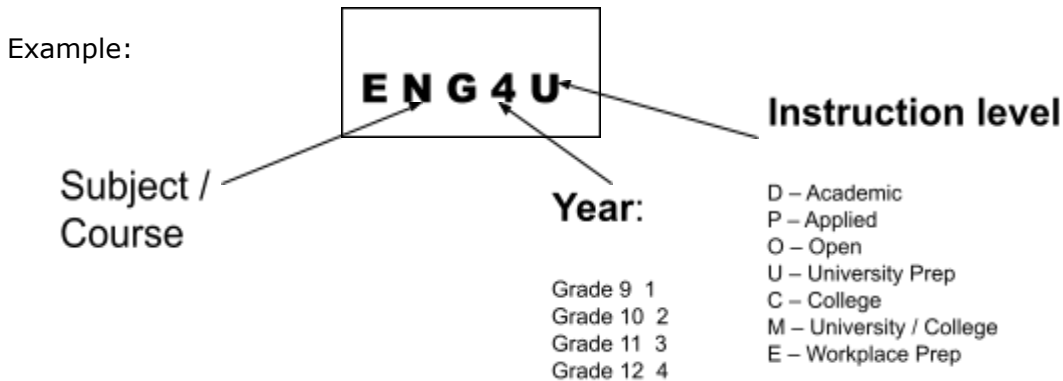 Example:
E N G 4 U
Subject /
Course
Year:
Grade 9 1
Grade 10 2
Grade 11 3
Grade 12 4
Instruction level
D – Academic
P – Applied
O – Open
U – University Prep
C – College
M – University / College
E – Workplace Prep